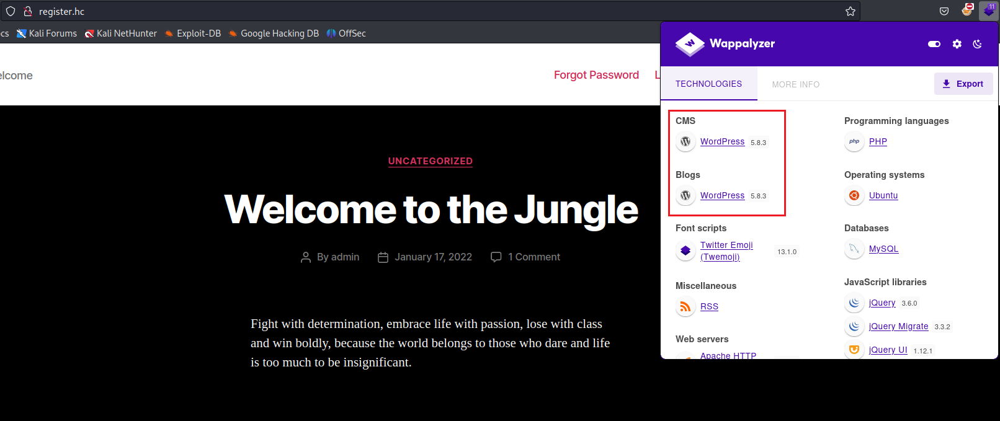 register.hc
11
cs Kali Forums Kali NetHunter Exploit-DB Google Hacking DB OffSec
W Wappalyzer
elcome
Forgot Password L
TECHNOLOGIES MORE INFO Export
CMS
WordPress 5.8.3
Blogs
WordPress 5.8.3
Font scripts
Twitter Emoji
(Twemoji) 13.1.0
Miscellaneous
RSS
Web servers
Apache HTTP
Programming languages
php PHP
Operating systems
Ubuntu
Databases
MySQL
JavaScript libraries
jQuery 3.6.0
jQuery Migrate 3.3.2
jQuery UI 1.12.1
UNCATEGORIZED
Welcome to the Jungle
By admin January 17, 2022 1 Comment
Fight with determination, embrace life with passion, lose with class
and win boldly, because the world belongs to those who dare and life
is too much to be insignificant.